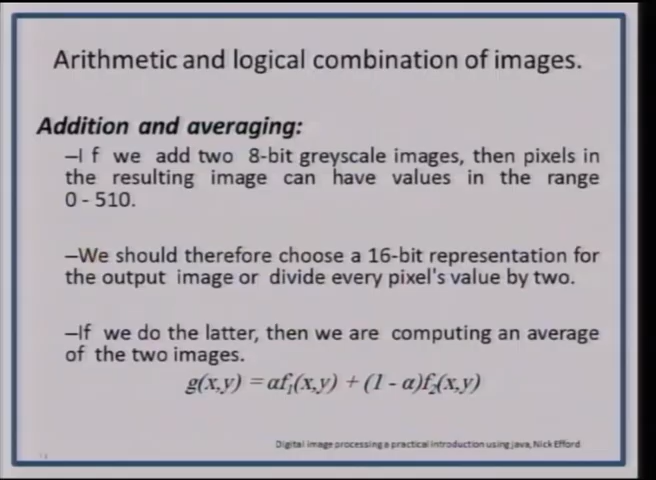 Arithmetic and logical combination of images.
Addition and averaging:
–I f we add two 8-bit greyscale images, then pixels in
the resulting image can have values in the range
0 - 510.
–We should therefore choose a 16-bit representation for
the output image or divide every pixel's value by two.
–If we do the latter, then we are computing an average
of the two images.
g(x,y) = αf₁(x,y) + (1 - α)f₂(x,y)
Digital image processing a practical introduction using java, Nick Efford